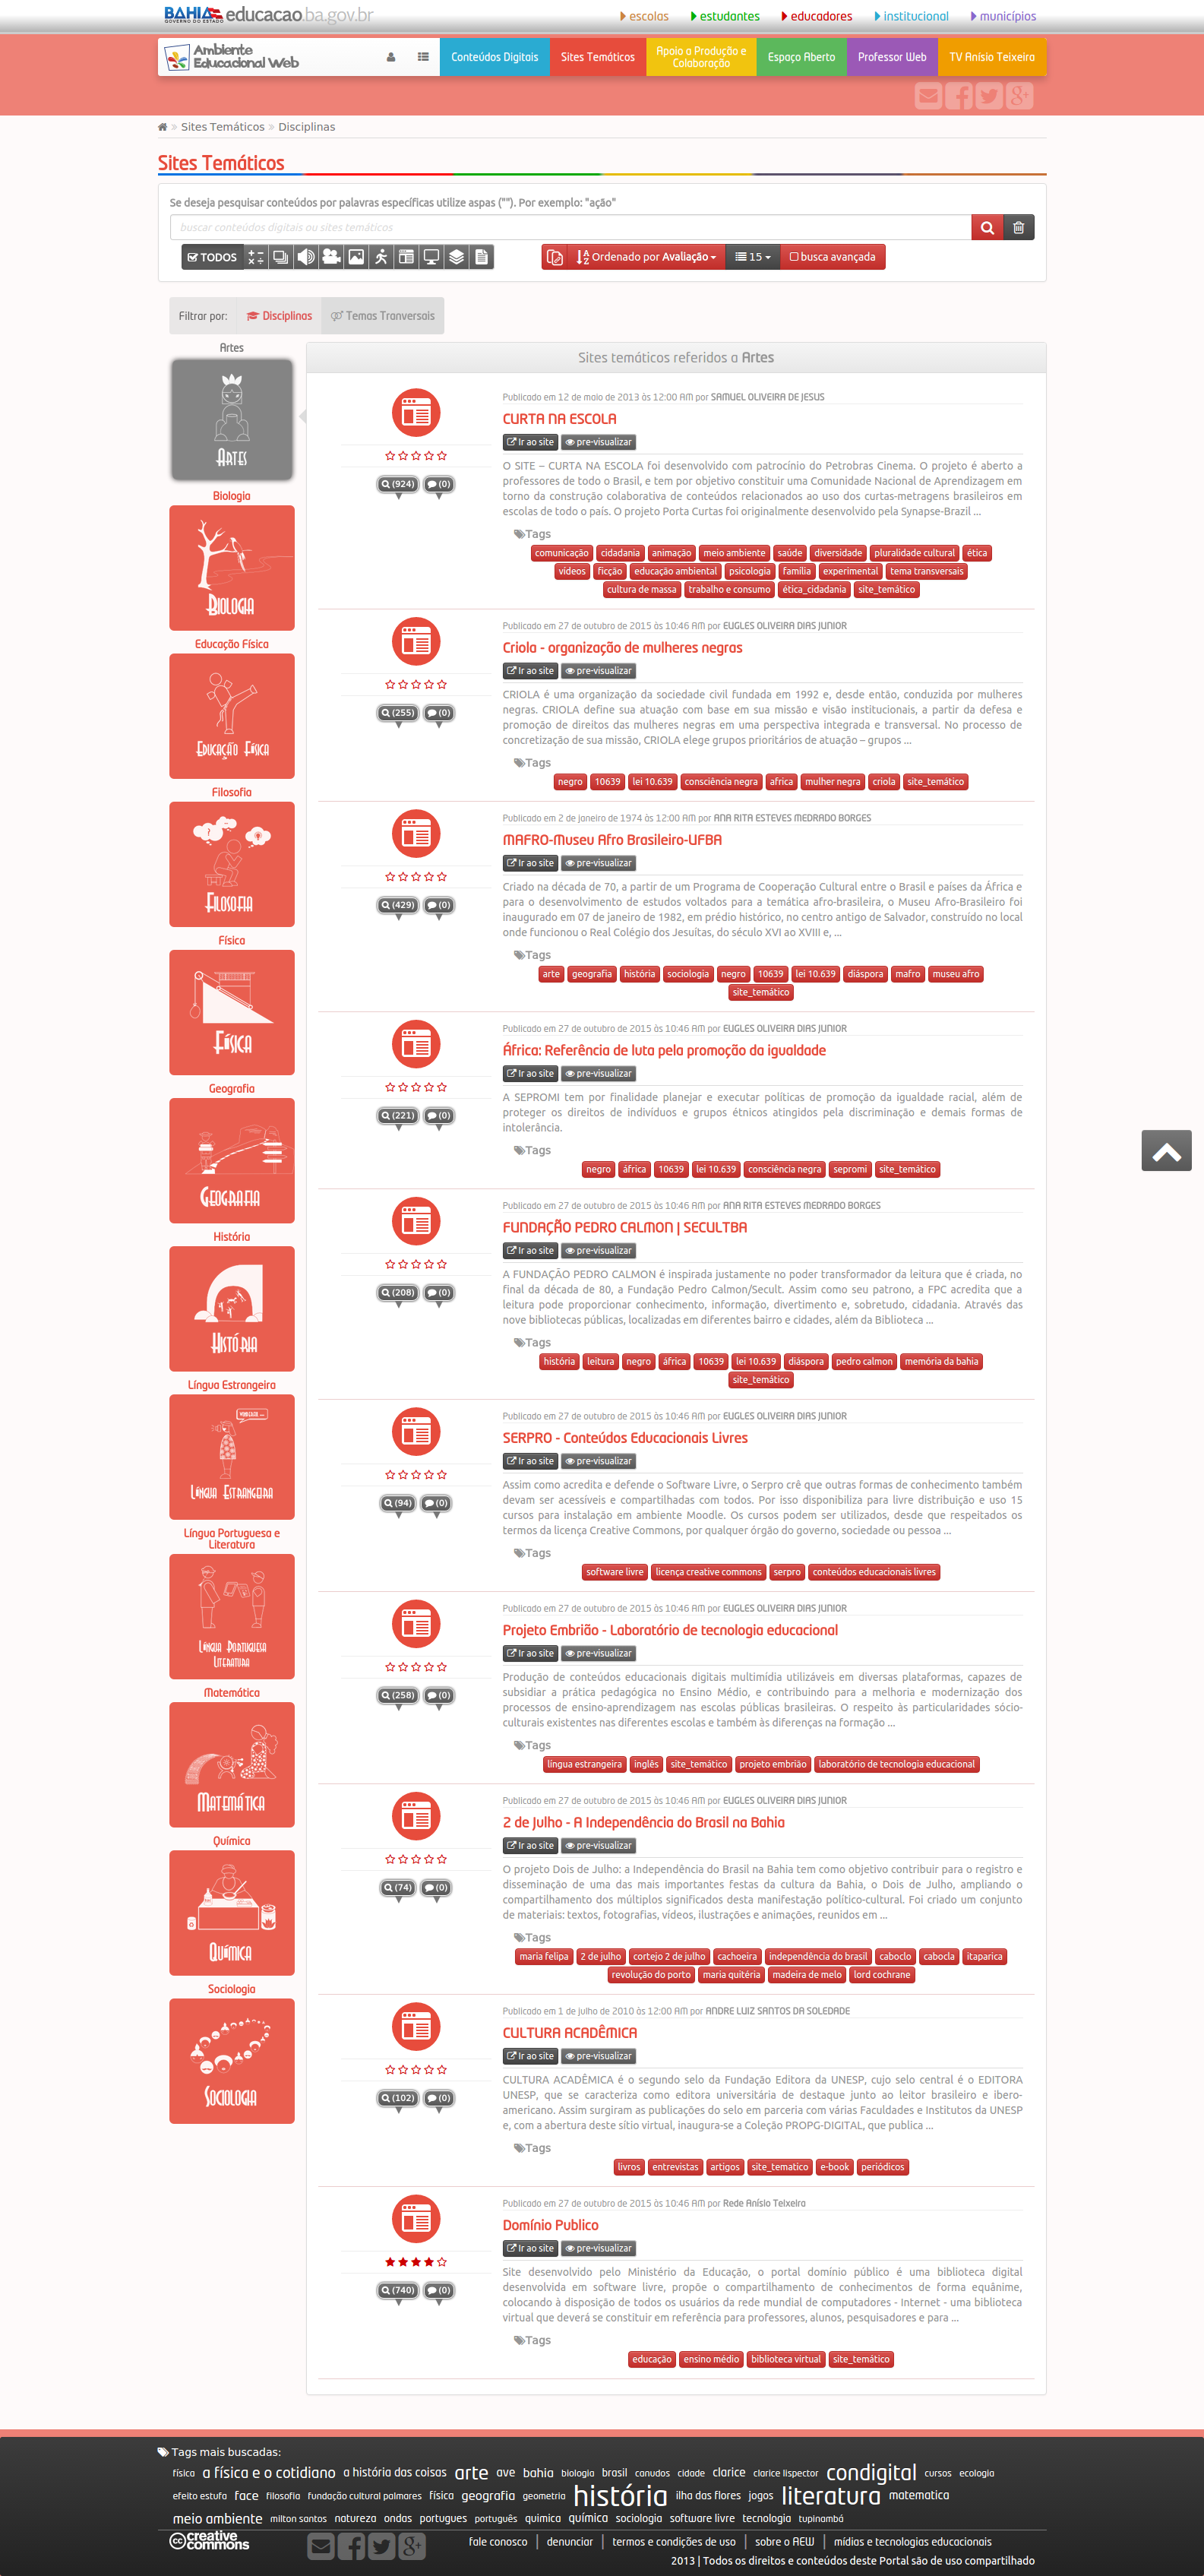 BAHIA GOVERNO DO ESTADO educacao.ba.gov.br
escolas estudantes educadores institucional municípios
Ambiente Educacional Web
Conteúdos Digitais Sites Temáticos Apoio a Produção e Colaboração Espaço Aberto Professor Web TV Anísio Teixeira
» Sites Temáticos » Disciplinas
Sites Temáticos
Se deseja pesquisar conteúdos por palavras específicas utilize aspas (""). Por exemplo: "ação"
buscar conteúdos digitais ou sites temáticos
TODOS Ordenado por Avaliação 15 busca avançada
Filtrar por: Disciplinas Temas Tranversais
Artes
Artes
Biologia
Biologia
Educação Física
Educação Física
Filosofia
Filosofia
Física
Física
Geografia
Geografia
História
História
Língua Estrangeira
Língua Estrangeira
Língua Portuguesa e
Literatura
Língua Portuguesa
Literatura
Matemática
Matemática
Química
Química
Sociologia
Sociologia
Sites temáticos referidos a Artes
Publicado em 12 de maio de 2013 às 12:00 AM por SAMUEL OLIVEIRA DE JESUS
CURTA NA ESCOLA
Ir ao site pre-visualizar
(924) (0)
O SITE – CURTA NA ESCOLA foi desenvolvido com patrocínio do Petrobras Cinema. O projeto é aberto a
professores de todo o Brasil, e tem por objetivo constituir uma Comunidade Nacional de Aprendizagem em
torno da construção colaborativa de conteúdos relacionados ao uso dos curtas-metragens brasileiros em
escolas de todo o país. O projeto Porta Curtas foi originalmente desenvolvido pela Synapse-Brazil ...
Tags
comunicação cidadania animação meio ambiente saúde diversidade pluralidade cultural ética
vídeos ficção educação ambiental psicologia família experimental tema transversais
cultura de massa trabalho e consumo ética_cidadania site_temático
Publicado em 27 de outubro de 2015 às 10:46 AM por EUGLES OLIVEIRA DIAS JUNIOR
Criola - organização de mulheres negras
Ir ao site pre-visualizar
(255) (0)
CRIOLA é uma organização da sociedade civil fundada em 1992 e, desde então, conduzida por mulheres
negras. CRIOLA define sua atuação com base em sua missão e visão institucionais, a partir da defesa e
promoção de direitos das mulheres negras em uma perspectiva integrada e transversal. No processo de
concretização de sua missão, CRIOLA elege grupos prioritários de atuação – grupos ...
Tags
negro 10639 lei 10.639 consciência negra africa mulher negra criola site_temático
Publicado em 2 de janeiro de 1974 às 12:00 AM por ANA RITA ESTEVES MEDRADO BORGES
MAFRO-Museu Afro Brasileiro-UFBA
Ir ao site pre-visualizar
(429) (0)
Criado na década de 70, a partir de um Programa de Cooperação Cultural entre o Brasil e países da África e
para o desenvolvimento de estudos voltados para a temática afro-brasileira, o Museu Afro-Brasileiro foi
inaugurado em 07 de janeiro de 1982, em prédio histórico, no centro antigo de Salvador, construído no local
onde funcionou o Real Colégio dos Jesuítas, do século XVI ao XVIII e, ...
Tags
arte geografia história sociologia negro 10639 lei 10.639 diáspora mafro museu afro
site_temático
Publicado em 27 de outubro de 2015 às 10:46 AM por EUGLES OLIVEIRA DIAS JUNIOR
África: Referência de luta pela promoção da igualdade
Ir ao site pre-visualizar
(221) (0)
A SEPROMI tem por finalidade planejar e executar políticas de promoção da igualdade racial, além de
proteger os direitos de indivíduos e grupos étnicos atingidos pela discriminação e demais formas de
intolerância.
Tags
negro áfrica 10639 lei 10.639 consciência negra sepromi site_temático
Publicado em 27 de outubro de 2015 às 10:46 AM por ANA RITA ESTEVES MEDRADO BORGES
FUNDAÇÃO PEDRO CALMON | SECULTBA
Ir ao site pre-visualizar
(208) (0)
A FUNDAÇÃO PEDRO CALMON é inspirada justamente no poder transformador da leitura que é criada, no
final da década de 80, a Fundação Pedro Calmon/Secult. Assim como seu patrono, a FPC acredita que a
leitura pode proporcionar conhecimento, informação, divertimento e, sobretudo, cidadania. Através das
nove bibliotecas públicas, localizadas em diferentes bairro e cidades, além da Biblioteca ...
Tags
história leitura negro áfrica 10639 lei 10.639 diáspora pedro calmon memória da bahia
site_temático
Publicado em 27 de outubro de 2015 às 10:46 AM por EUGLES OLIVEIRA DIAS JUNIOR
SERPRO - Conteúdos Educacionais Livres
Ir ao site pre-visualizar
(94) (0)
Assim como acredita e defende o Software Livre, o Serpro crê que outras formas de conhecimento também
devam ser acessíveis e compartilhadas com todos. Por isso disponibiliza para livre distribuição e uso 15
cursos para instalação em ambiente Moodle. Os cursos podem ser utilizados, desde que respeitados os
termos da licença Creative Commons, por qualquer órgão do governo, sociedade ou pessoa ...
Tags
software livre licença creative commons serpro conteúdos educacionais livres
Publicado em 27 de outubro de 2015 às 10:46 AM por EUGLES OLIVEIRA DIAS JUNIOR
Projeto Embrião - Laboratório de tecnologia educacional
Ir ao site pre-visualizar
(258) (0)
Produção de conteúdos educacionais digitais multimídia utilizáveis em diversas plataformas, capazes de
subsidiar a prática pedagógica no Ensino Médio, e contribuindo para a melhoria e modernização dos
processos de ensino-aprendizagem nas escolas públicas brasileiras. O respeito às particularidades sócio-
culturais existentes nas diferentes escolas e também às diferenças na formação ...
Tags
língua estrangeira inglês site_temático projeto embrião laboratório de tecnologia educacional
Publicado em 27 de outubro de 2015 às 10:46 AM por EUGLES OLIVEIRA DIAS JUNIOR
2 de Julho - A Independência do Brasil na Bahia
Ir ao site pre-visualizar
(74) (0)
O projeto Dois de Julho: a Independência do Brasil na Bahia tem como objetivo contribuir para o registro e
disseminação de uma das mais importantes festas da cultura da Bahia, o Dois de Julho, ampliando o
compartilhamento dos múltiplos significados desta manifestação político-cultural. Foi criado um conjunto
de materiais: textos, fotografias, vídeos, ilustrações e animações, reunidos em ...
Tags
maria felipa 2 de julho cortejo 2 de julho cachoeira independência do brasil caboclo cabocla itaparica
revolução do porto maria quitéria madeira de melo lord cochrane
Publicado em 1 de julho de 2010 às 12:00 AM por ANDRE LUIZ SANTOS DA SOLEDADE
CULTURA ACADÊMICA
Ir ao site pre-visualizar
(102) (0)
CULTURA ACADÊMICA é o segundo selo da Fundação Editora da UNESP, cujo selo central é o EDITORA
UNESP, que se caracteriza como editora universitária de destaque junto ao leitor brasileiro e ibero-
americano. Assim surgiram as publicações do selo em parceria com várias Faculdades e Institutos da UNESP
e, com a abertura deste sítio virtual, inaugura-se a Coleção PROPG-DIGITAL, que publica ...
Tags
livros entrevistas artigos site_tematico e-book periódicos
Publicado em 27 de outubro de 2015 às 10:46 AM por Rede Anísio Teixeira
Domínio Publico
Ir ao site pre-visualizar
(740) (0)
Site desenvolvido pelo Ministério da Educação, o portal domínio público é uma biblioteca digital
desenvolvida em software livre, propõe o compartilhamento de conhecimentos de forma equânime,
colocando à disposição de todos os usuários da rede mundial de computadores - Internet - uma biblioteca
virtual que deverá se constituir em referência para professores, alunos, pesquisadores e para ...
Tags
educação ensino médio biblioteca virtual site_temático
Tags mais buscadas:
física a física e o cotidiano a história das coisas arte ave bahia biologia brasil canudos cidade clarice clarice lispector condigital cursos ecologia
efeito estufa face filosofia fundação cultural palmares física geografia geometria história ilha das flores jogos literatura matematica
meio ambiente milton santos natureza ondas portugues português quimica química sociologia software livre tecnologia tupinambá
creative commons
fale conosco denunciar termos e condições de uso sobre o AEW mídias e tecnologias educacionais
2013 | Todos os direitos e conteúdos deste Portal são de uso compartilhado